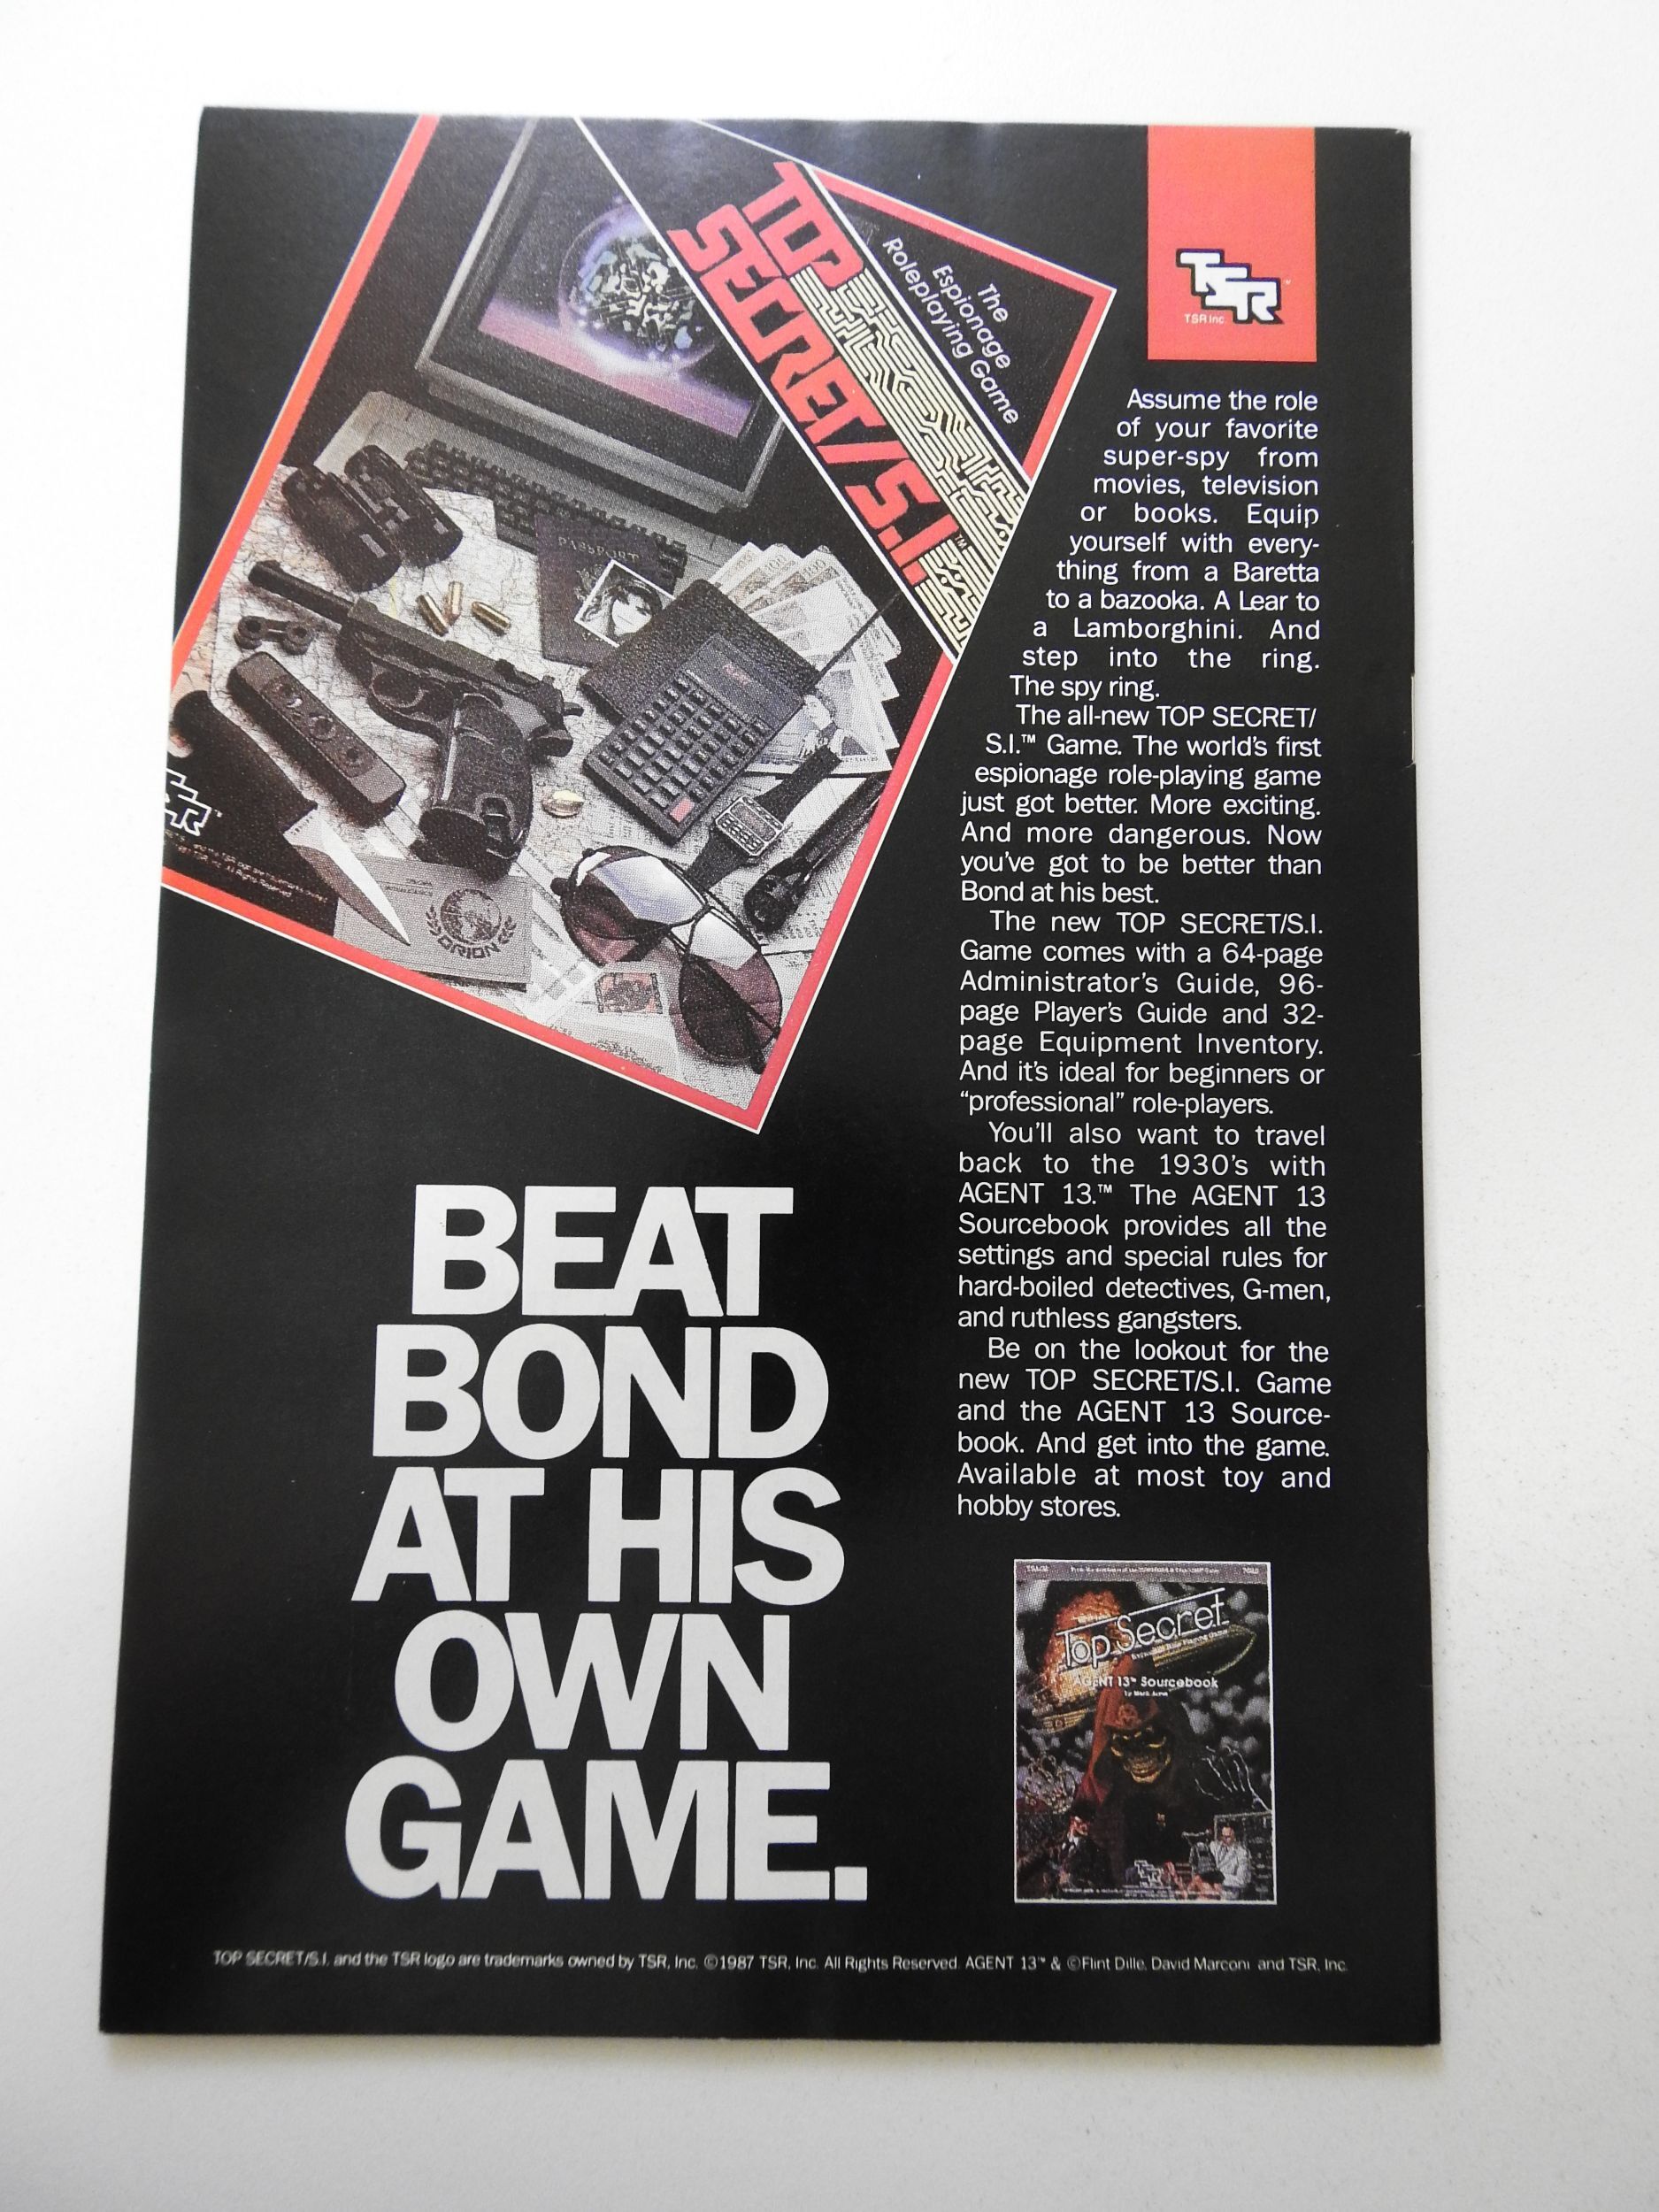 TOP
SECRET/S.I.™
The
Espionage
Roleplaying Game
PASSPORT
ORION
TSR™
TSR Inc.
Assume the role
of your favorite
super-spy from
movies, television
or books. Equip
yourself with every-
thing from a Baretta
to a bazooka. A Lear to
a Lamborghini. And
step into the ring.
The spy ring.
The all-new TOP SECRET/
S.I.™ Game. The world's first
espionage role-playing game
just got better. More exciting.
And more dangerous. Now
you've got to be better than
Bond at his best.
The new TOP SECRET/S.I.
Game comes with a 64-page
Administrator's Guide, 96-
page Player's Guide and 32-
page Equipment Inventory.
And it's ideal for beginners or
"professional" role-players.
You'll also want to travel
back to the 1930's with
AGENT 13.™ The AGENT 13
Sourcebook provides all the
settings and special rules for
hard-boiled detectives, G-men,
and ruthless gangsters.
Be on the lookout for the
new TOP SECRET/S.I. Game
and the AGENT 13 Source-
book. And get into the game.
Available at most toy and
hobby stores.
BEAT
BOND
AT HIS
OWN
GAME.
Top Secret
AGENT 13™ Sourcebook
TSR
TOP SECRET/S.I. and the TSR logo are trademarks owned by TSR, Inc. ©1987 TSR, Inc. All Rights Reserved. AGENT 13™ & ©Flint Dille, David Marconi and TSR, Inc.